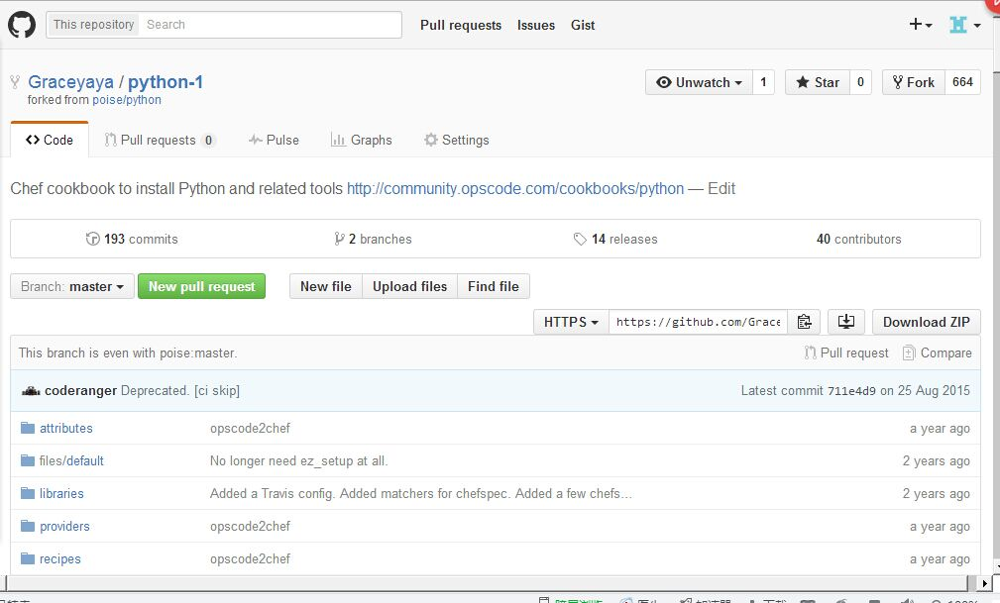 This repository Search Pull requests Issues Gist
Graceyaya / python-1 Unwatch 1 Star 0 Fork 664
forked from poise/python
Code Pull requests 0 Pulse Graphs Settings
Chef cookbook to install Python and related tools http://community.opscode.com/cookbooks/python — Edit
193 commits 2 branches 14 releases 40 contributors
Branch: master New pull request New file Upload files Find file
HTTPS https://github.com/Grace Download ZIP
This branch is even with poise:master. Pull request Compare
coderanger Deprecated. [ci skip] Latest commit 711e4d9 on 25 Aug 2015
attributes opscode2chef a year ago
files/default No longer need ez_setup at all. 2 years ago
libraries Added a Travis config. Added matchers for chefspec. Added a few chefs… 2 years ago
providers opscode2chef a year ago
recipes opscode2chef a year ago